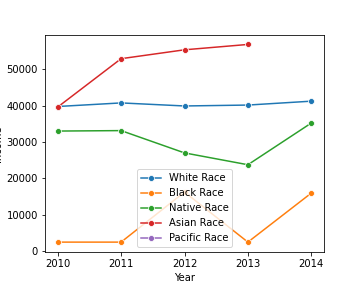 50000
40000
30000
20000
10000
0
White Race
Black Race
Native Race
Asian Race
Pacific Race
2010 2011 2012 2013 2014
Year